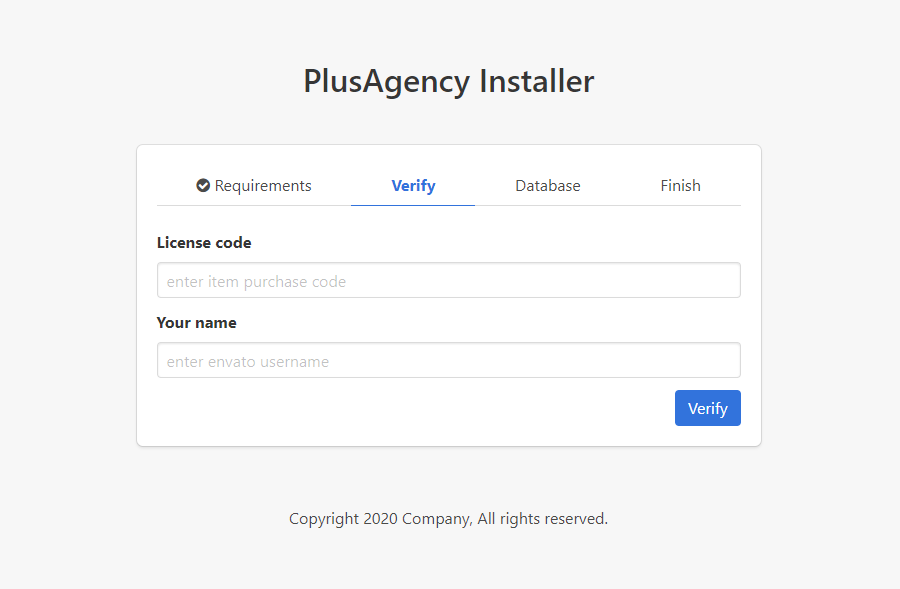 PlusAgency Installer
Requirements Verify Database Finish
License code
enter item purchase code
Your name
enter envato username
Verify
Copyright 2020 Company, All rights reserved.